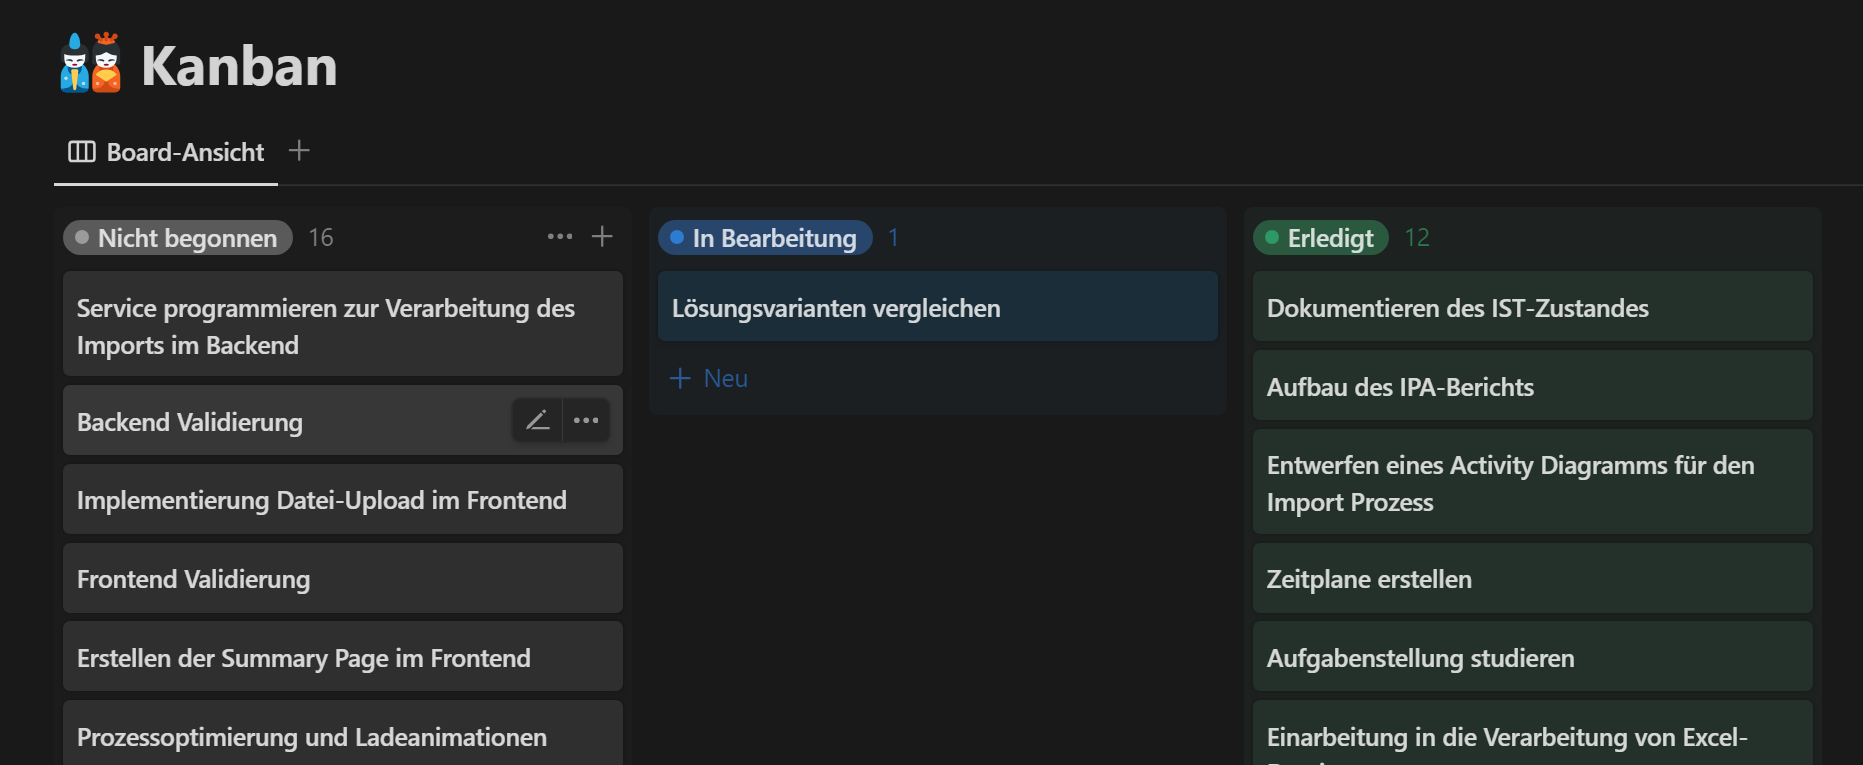 Kanban
Board-Ansicht
Nicht begonnen 16
Service programmieren zur Verarbeitung des
Imports im Backend
Backend Validierung
Implementierung Datei-Upload im Frontend
Frontend Validierung
Erstellen der Summary Page im Frontend
Prozessoptimierung und Ladeanimationen
In Bearbeitung 1
Lösungsvarianten vergleichen
Neu
Erledigt 12
Dokumentieren des IST-Zustandes
Aufbau des IPA-Berichts
Entwerfen eines Activity Diagramms für den
Import Prozess
Zeitplane erstellen
Aufgabenstellung studieren
Einarbeitung in die Verarbeitung von Excel-